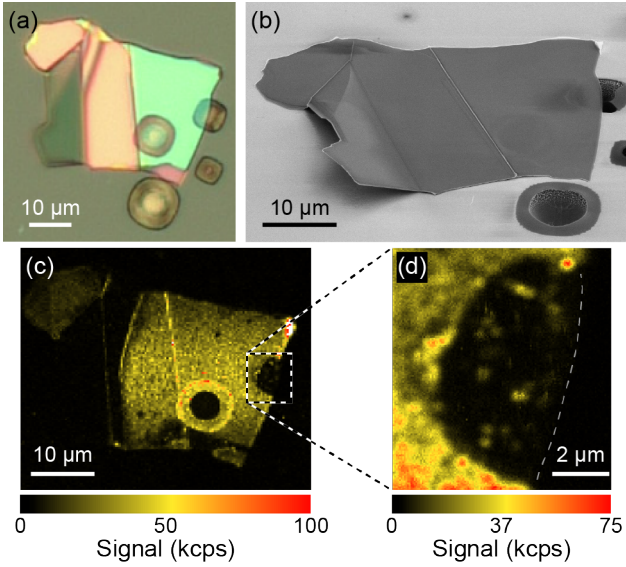 (a)
10 μm
(b)
10 μm
(c)
10 μm
0 50 100
Signal (kcps)
(d)
2 μm
0 37 75
Signal (kcps)